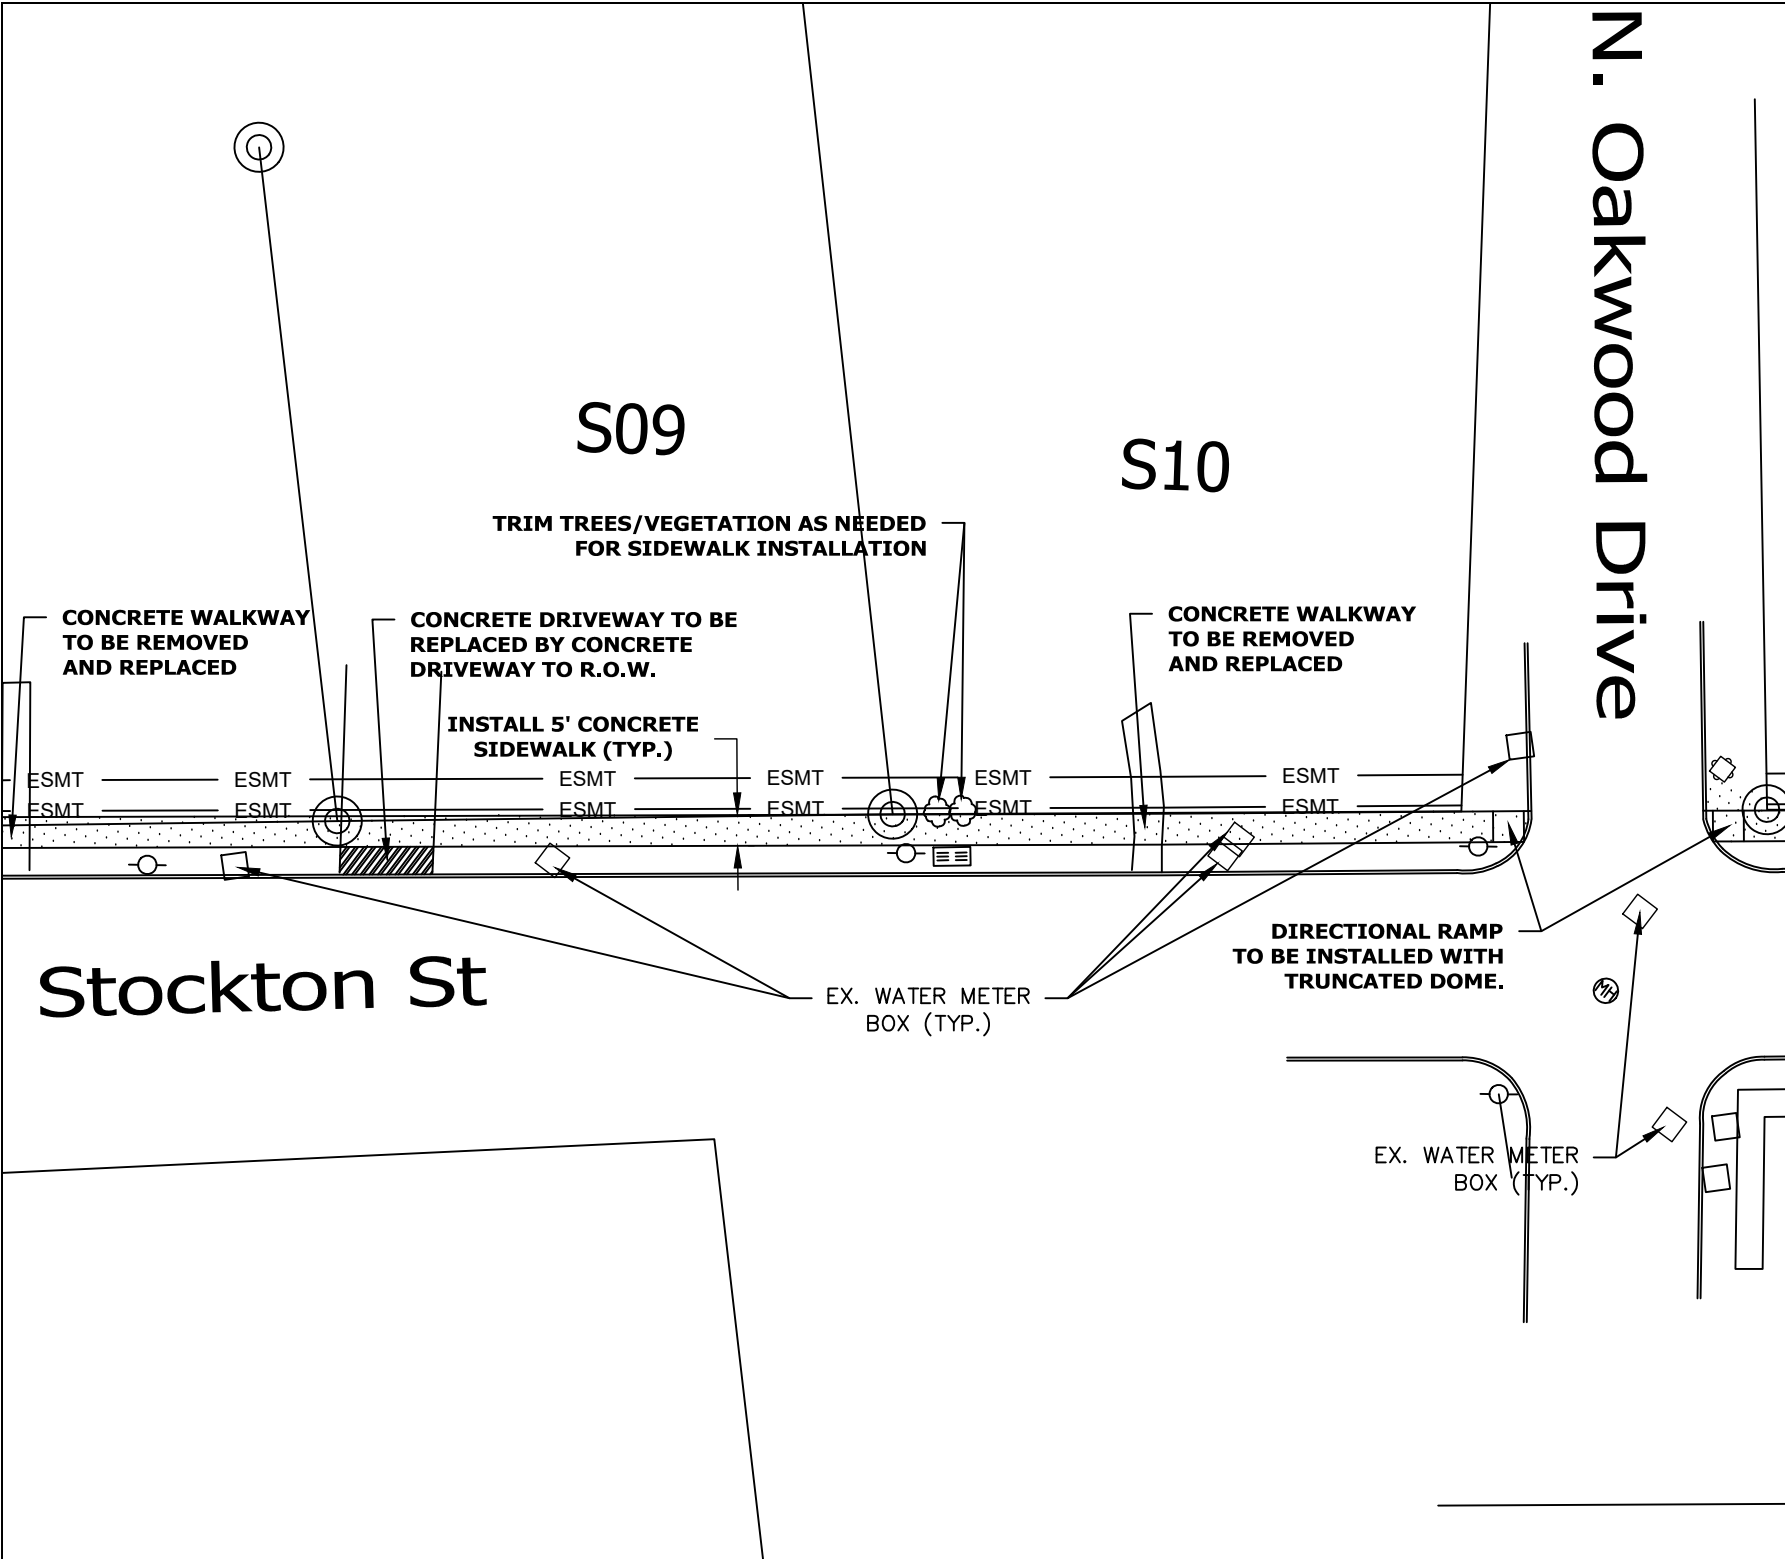 N. Oakwood Drive
S09
S10
TRIM TREES/VEGETATION AS NEEDED
FOR SIDEWALK INSTALLATION
CONCRETE WALKWAY
TO BE REMOVED
AND REPLACED
CONCRETE DRIVEWAY TO BE
REPLACED BY CONCRETE
DRIVEWAY TO R.O.W.
CONCRETE WALKWAY
TO BE REMOVED
AND REPLACED
INSTALL 5' CONCRETE
SIDEWALK (TYP.)
ESMT ESMT ESMT ESMT ESMT ESMT
ESMT ESMT ESMT ESMT ESMT ESMT
DIRECTIONAL RAMP
TO BE INSTALLED WITH
TRUNCATED DOME.
Stockton St
MH
EX. WATER METER
BOX (TYP.)
EX. WATER METER
BOX (TYP.)